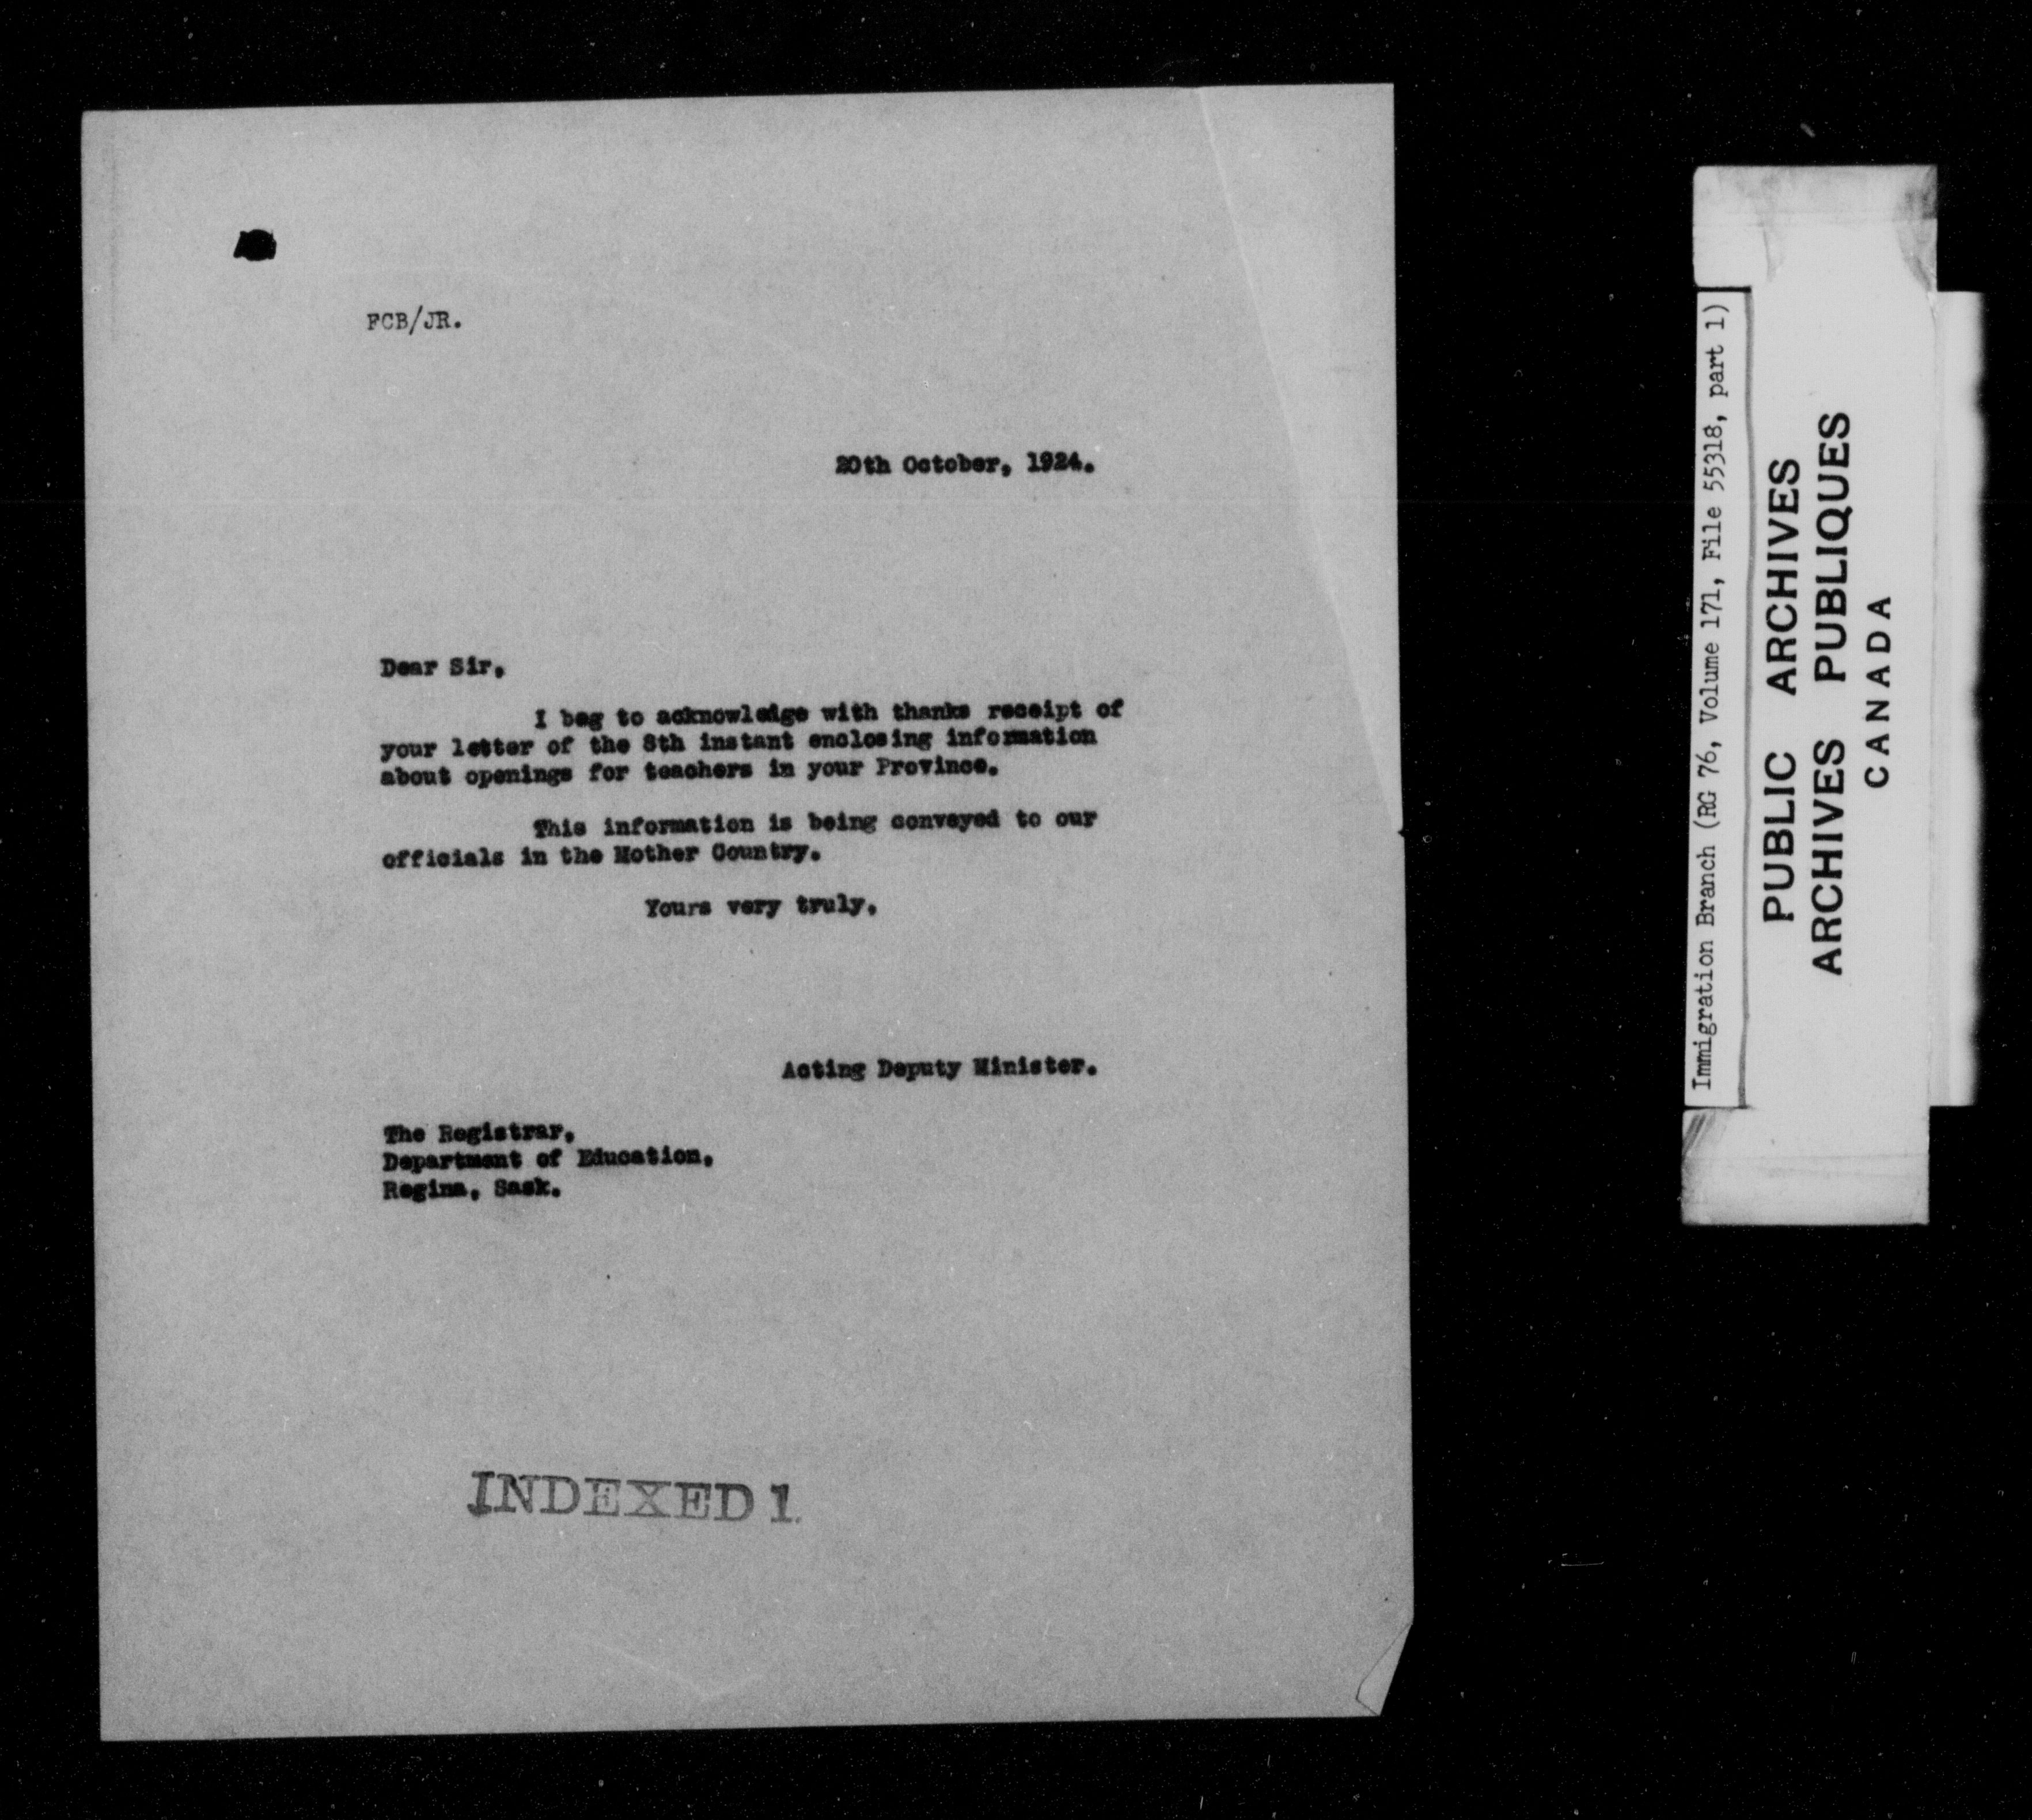 FCB/JR.
20th October, 1924.
Dear Sir,
I beg to acknowledge with thanks receipt of
your letter of the 8th instant enclosing information
about openings for teachers in your Province.
This information is being conveyed to our
officials in the Mother Country.
Yours very truly,
Acting Deputy Minister.
The Registrar,
Department of Education,
Regina, Sask.
INDEXED 1.
Immigration Branch (RG 76, Volume 171, File 55318, part 1)
PUBLIC ARCHIVES
ARCHIVES PUBLIQUES
CANADA